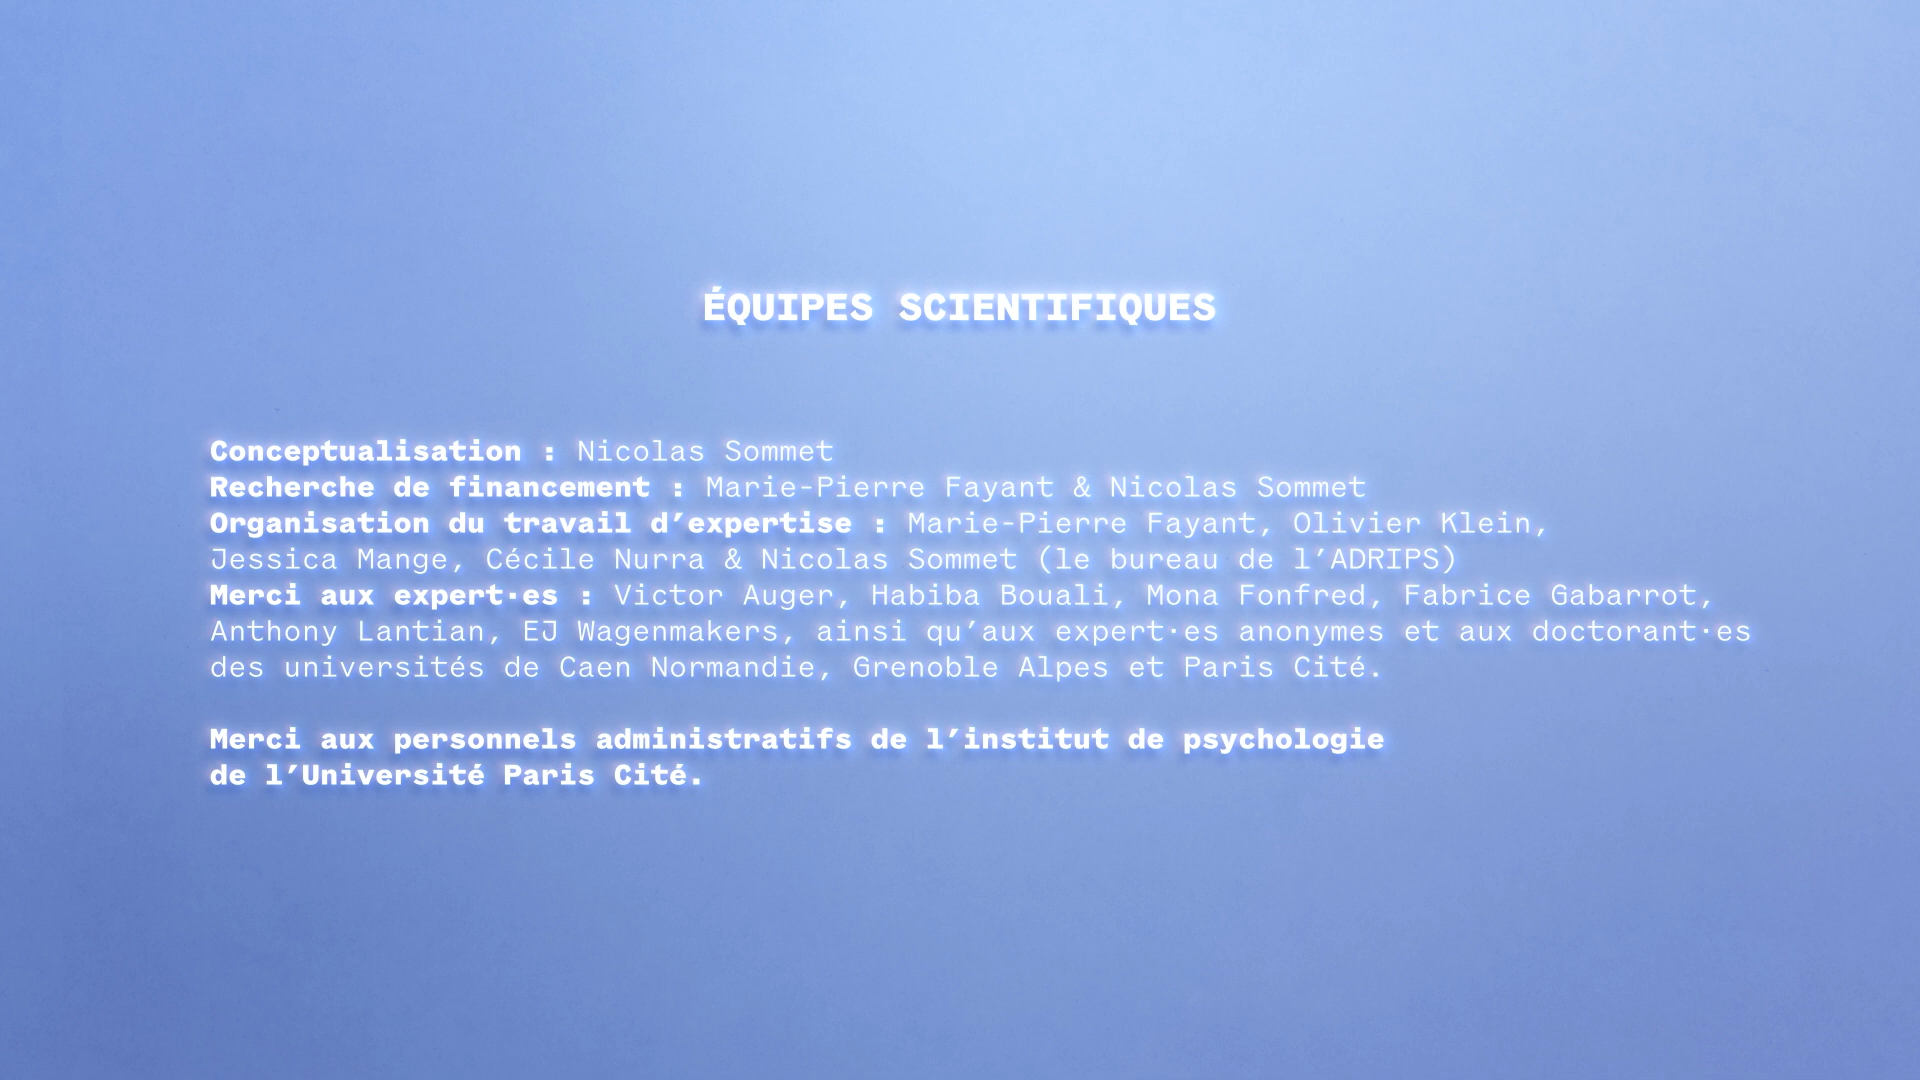 ÉQUIPES SCIENTIFIQUES
Conceptualisation : Nicolas Sommet
Recherche de financement : Marie-Pierre Fayant & Nicolas Sommet
Organisation du travail d’expertise : Marie-Pierre Fayant, Olivier Klein,
Jessica Mange, Cécile Nurra & Nicolas Sommet (le bureau de l’ADRIPS)
Merci aux expert·es : Victor Auger, Habiba Bouali, Mona Fonfred, Fabrice Gabarrot,
Anthony Lantian, EJ Wagenmakers, ainsi qu’aux expert·es anonymes et aux doctorant·es
des universités de Caen Normandie, Grenoble Alpes et Paris Cité.
Merci aux personnels administratifs de l’institut de psychologie
de l’Université Paris Cité.